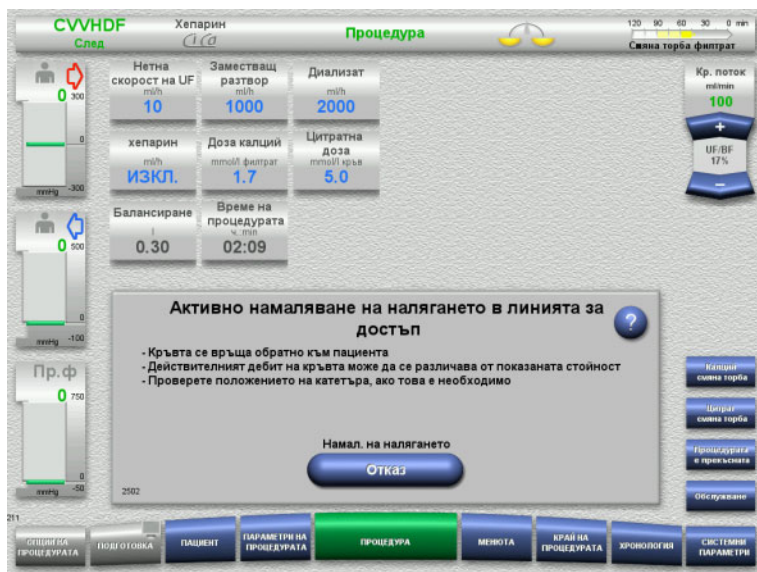 CVVHDF
След
Хепарин
Ci Ca
Процедура
120 90 60 30 0 min
Смяна торба филтрат
0 300
0
mmHg -300
0 500
0
mmHg -100
Пр.ф
0 750
0
mmHg -50
Нетна
скорост на UF
ml/h
10
Заместващ
разтвор
ml/h
1000
Диализат
ml/h
2000
хепарин
ml/h
ИЗКЛ.
Доза калций
mmol/l филтрат
1.7
Цитратна
доза
mmol/l кръв
5.0
Балансиране
l
0.30
Време на
процедурата
ч..min
02:09
Кр. поток
ml/min
100
+
UF/BF
17%
–
Активно намаляване на налягането в линията за
достъп
?
- Кръвта се връща обратно към пациента
- Действителният дебит на кръвта може да се различава от показаната стойност
- Проверете положението на катетъра, ако това е необходимо
Намал. на налягането
Отказ
2502
Калций
смяна торба
Цитрат
смяна торба
Процедурата
е прекъсната
Обслужване
211
ОПЦИИ НА
ПРОЦЕДУРАТА
ПОДГОТОВКА
ПАЦИЕНТ
ПАРАМЕТРИ НА
ПРОЦЕДУРАТА
ПРОЦЕДУРА
МЕНЮТА
КРАЙ НА
ПРОЦЕДУРАТА
ХРОНОЛОГИЯ
СИСТЕМНИ
ПАРАМЕТРИ